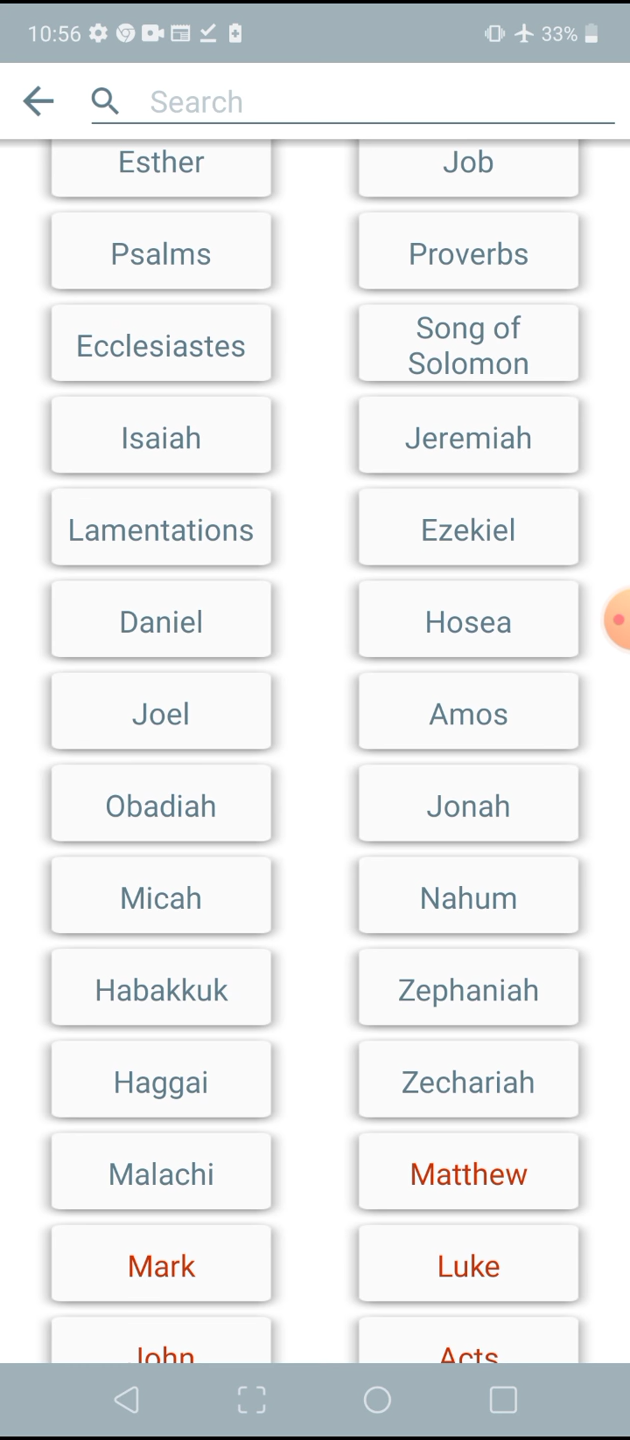 10:56 33%
Search
Esther Job
Psalms Proverbs
Ecclesiastes Song of
Solomon
Isaiah Jeremiah
Lamentations Ezekiel
Daniel Hosea
Joel Amos
Obadiah Jonah
Micah Nahum
Habakkuk Zephaniah
Haggai Zechariah
Malachi Matthew
Mark Luke
John Acts